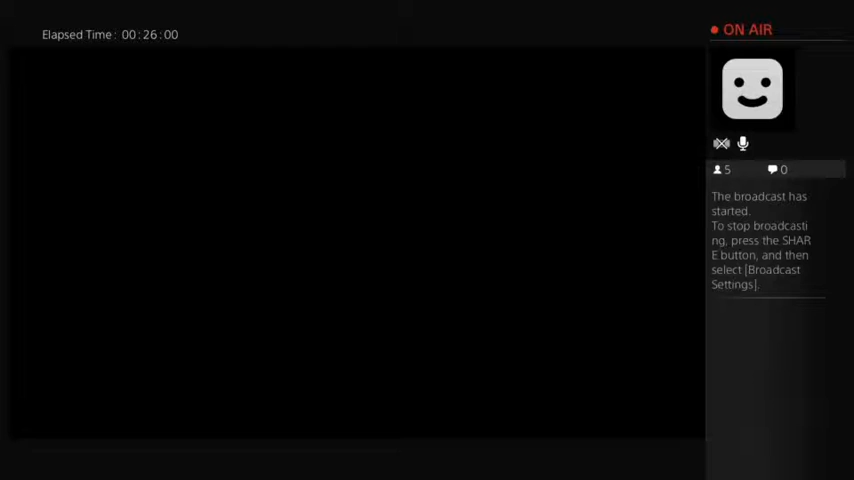 Elapsed Time: 00:26:00
ON AIR
5
0
The broadcast has
started.
To stop broadcasti
ng, press the SHAR
E button, and then
select [Broadcast
Settings].